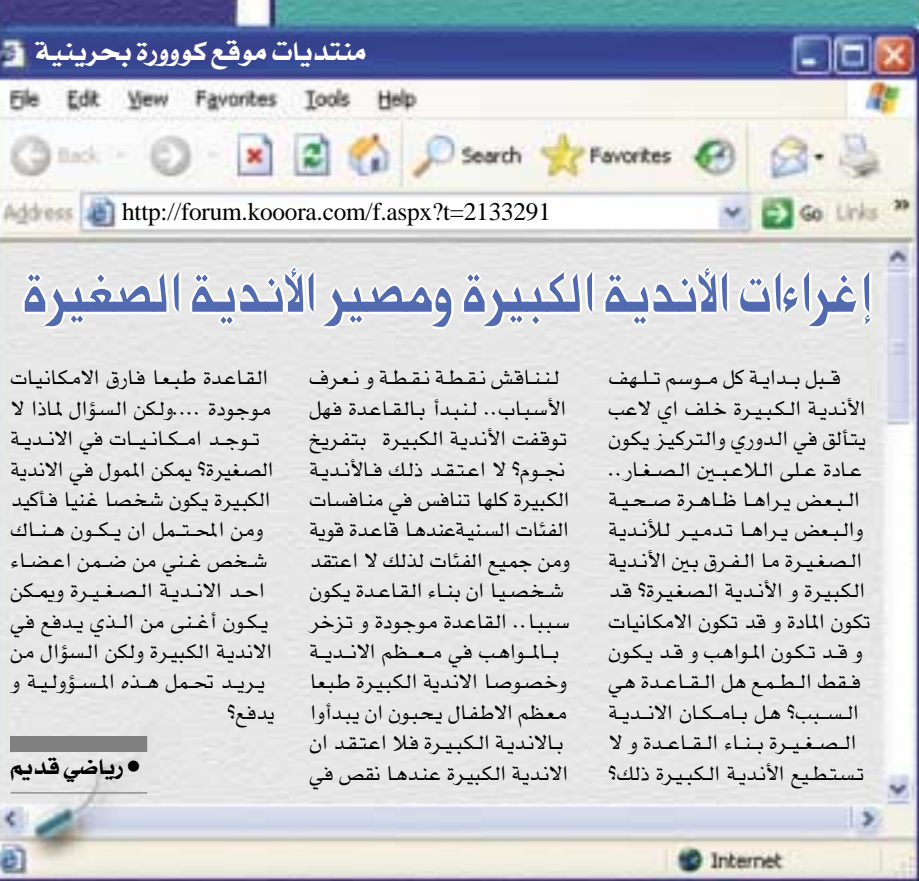 منتديات موقع كووورة بحرينية
File Edit View Favorites Tools Help
Back Search Favorites
Address http://forum.kooora.com/f.aspx?t=2133291 Go Links »
إغراءات الأندية الكبيرة ومصير الأندية الصغيرة
قبل بداية كل موسم تلهف
الأندية الكبيرة خلف اي لاعب
يتألق في الدوري والتركيز يكون
عادة على اللاعبين الصغار..
البعض يراها ظاهرة صحية
والبعض يراها تدمير للأندية
الصغيرة ما الفرق بين الأندية
الكبيرة و الأندية الصغيرة؟ قد
تكون المادة و قد تكون الامكانيات
و قد تكون المواهب و قد يكون
فقط الطمع هل القاعدة هي
السبب؟ هل بامكان الاندية
الصغيرة بناء القاعدة و لا
تستطيع الأندية الكبيرة ذلك؟
لنناقش نقطة نقطة و نعرف
الأسباب.. لنبدأ بالقاعدة فهل
توقفت الأندية الكبيرة بتفريخ
نجوم؟ لا اعتقد ذلك فالأندية
الكبيرة كلها تنافس في منافسات
الفئات السنيةعندها قاعدة قوية
ومن جميع الفئات لذلك لا اعتقد
شخصيا ان بناء القاعدة يكون
سببا.. القاعدة موجودة و تزخر
بالمواهب في معظم الاندية
وخصوصا الاندية الكبيرة طبعا
معظم الاطفال يحبون ان يبدأوا
بالاندية الكبيرة فلا اعتقد ان
الاندية الكبيرة عندها نقص في
القاعدة طبعا فارق الامكانيات
موجودة ....ولكن السؤال لماذا لا
توجد امكانيات في الاندية
الصغيرة؟ يمكن الممول في الاندية
الكبيرة يكون شخصا غنيا فأكيد
ومن المحتمل ان يكون هناك
شخص غني من ضمن اعضاء
احد الاندية الصغيرة ويمكن
يكون أغنى من الذي يدفع في
الاندية الكبيرة ولكن السؤال من
يريد تحمل هذه المسؤولية و
يدفع؟
● رياضي قديم
Internet